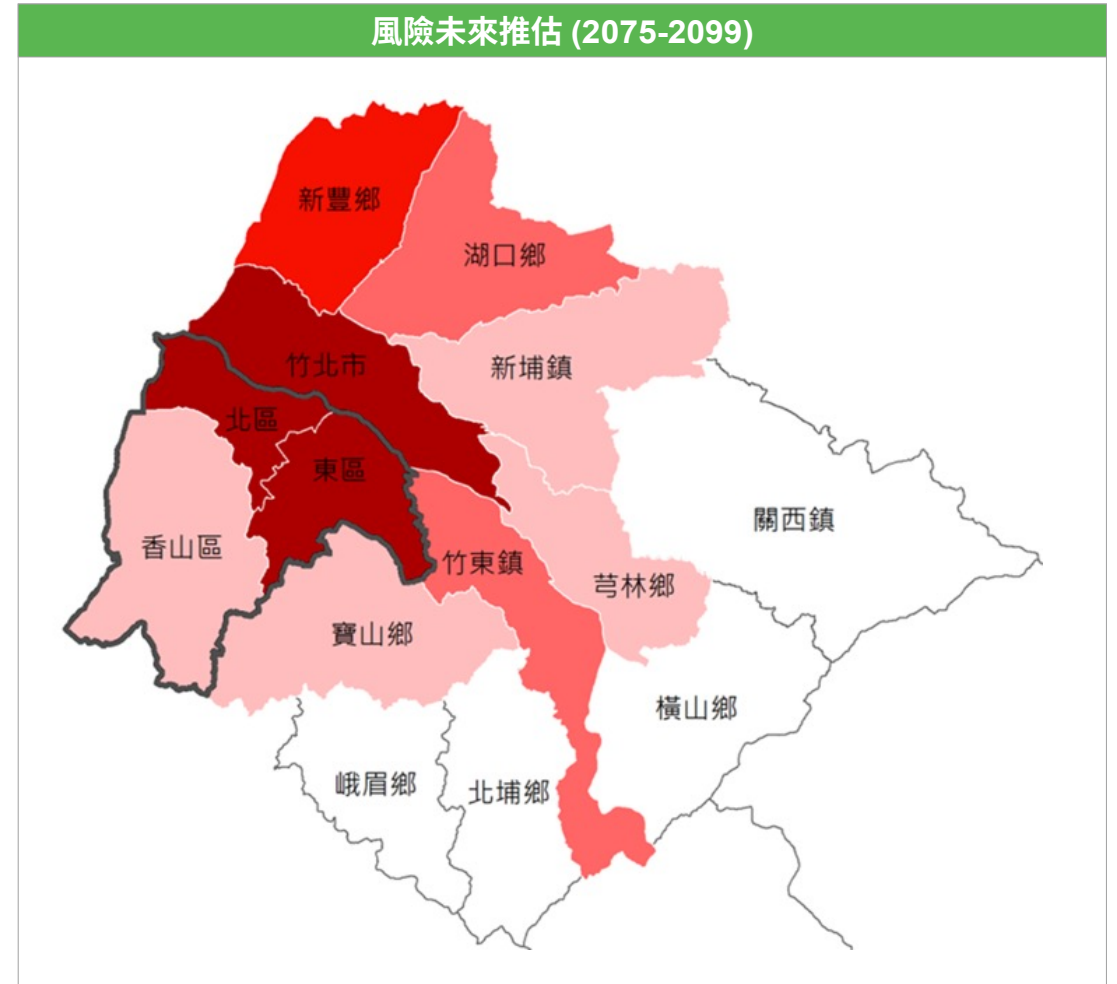 風險未來推估 (2075-2099)
新豐鄉
湖口鄉
竹北市
新埔鎮
北區
東區
關西鎮
香山區
竹東鎮
芎林鄉
寶山鄉
橫山鄉
峨眉鄉
北埔鄉